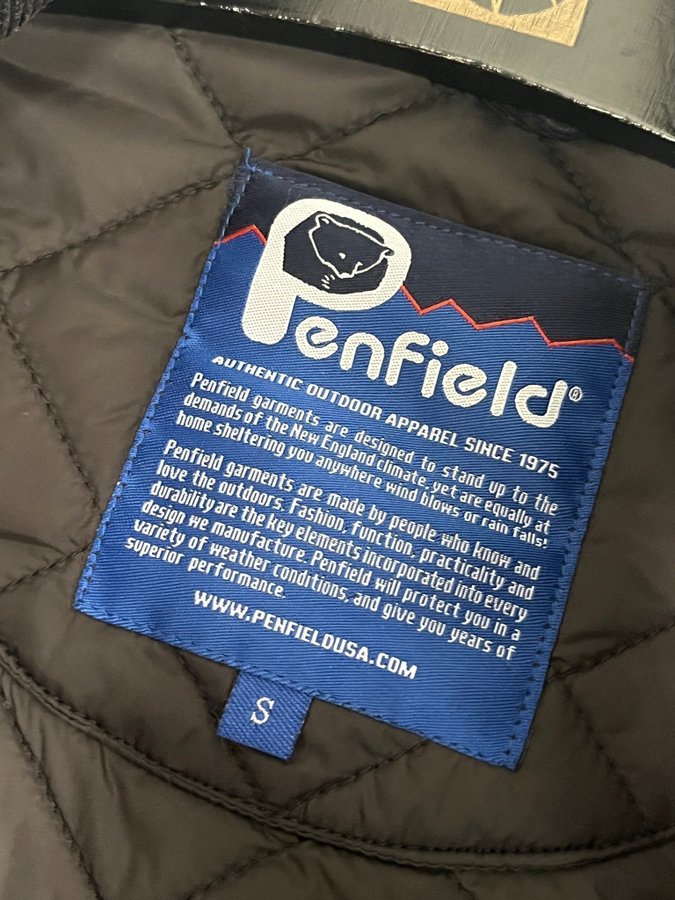 Penfield®
AUTHENTIC OUTDOOR APPAREL SINCE 1975
Penfield garments are designed to stand up to the
demands of the New England climate, yet are equally at
home sheltering you anywhere wind blows or rain falls!
Penfield garments are made by people who know and
love the outdoors. Fashion, function, practicality and
durability are the key elements incorporated into every
design we manufacture. Penfield will protect you in a
variety of weather conditions, and give you years of
superior performance.
WWW.PENFIELDUSA.COM
S